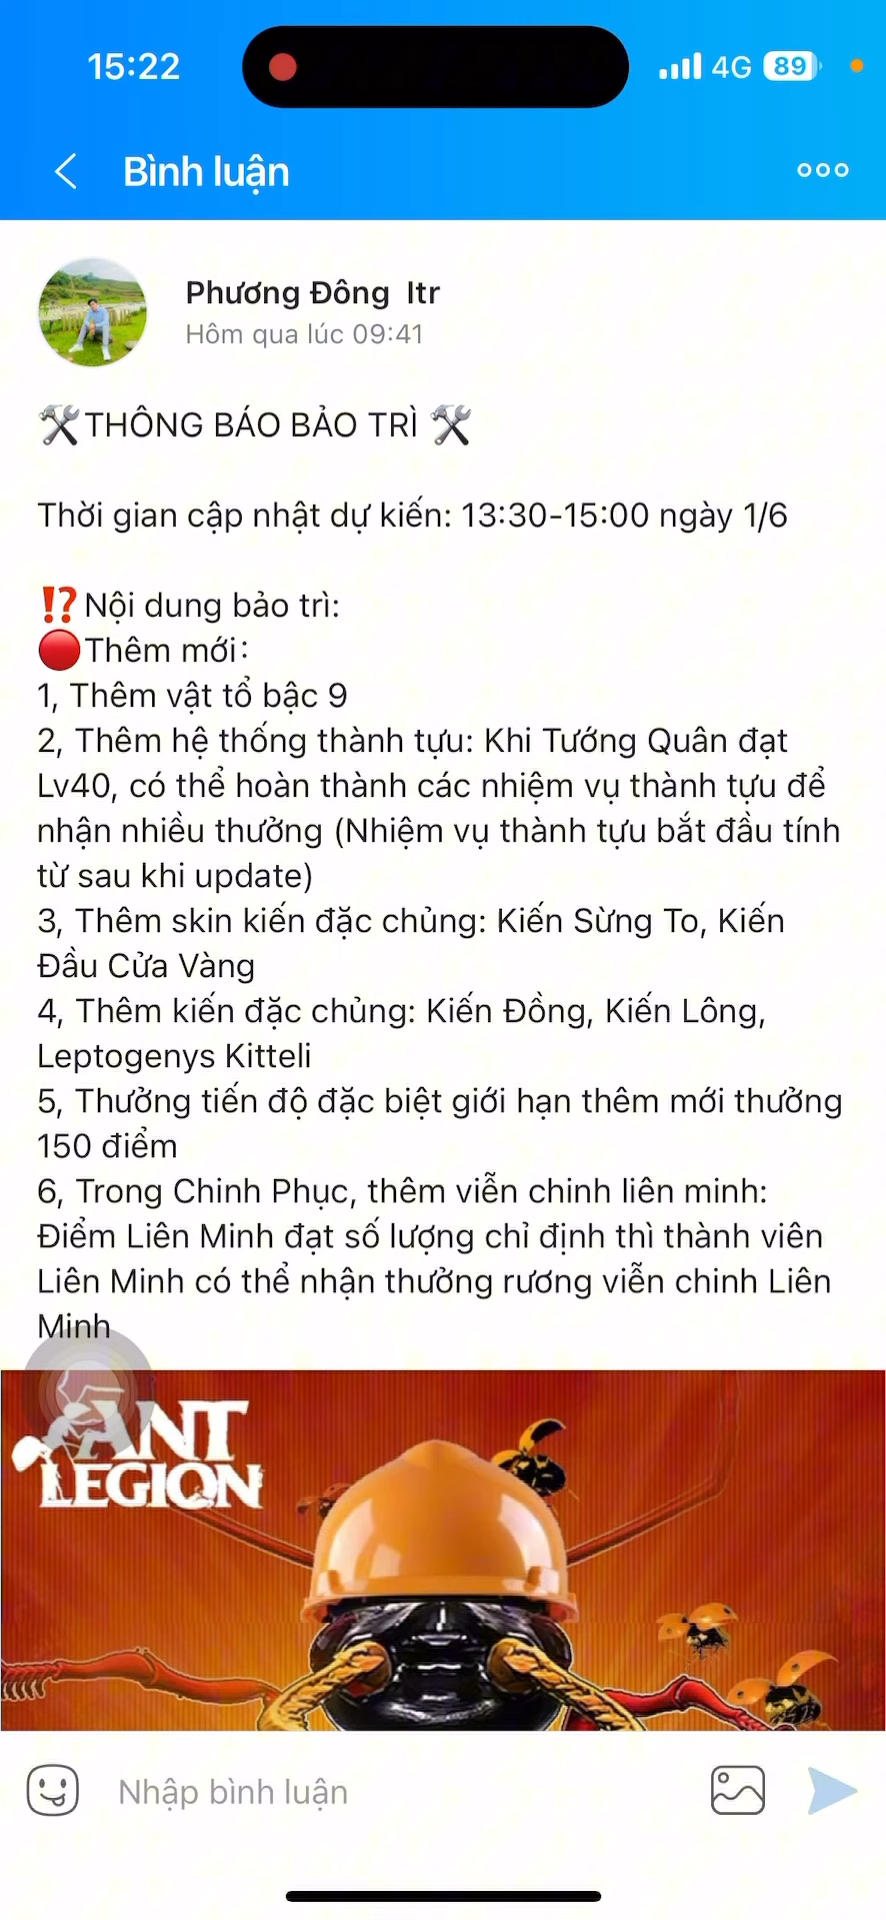 15:22
4G 89
Bình luận
Phương Đông Itr
Hôm qua lúc 09:41
🛠THÔNG BÁO BẢO TRÌ 🛠
Thời gian cập nhật dự kiến: 13:30-15:00 ngày 1/6
⁉️Nội dung bảo trì:
🔴Thêm mới:
1, Thêm vật tổ bậc 9
2, Thêm hệ thống thành tựu: Khi Tướng Quân đạt
Lv40, có thể hoàn thành các nhiệm vụ thành tựu để
nhận nhiều thưởng (Nhiệm vụ thành tựu bắt đầu tính
từ sau khi update)
3, Thêm skin kiến đặc chủng: Kiến Sừng To, Kiến
Đầu Cửa Vàng
4, Thêm kiến đặc chủng: Kiến Đồng, Kiến Lông,
Leptogenys Kitteli
5, Thưởng tiến độ đặc biệt giới hạn thêm mới thưởng
150 điểm
6, Trong Chinh Phục, thêm viễn chinh liên minh:
Điểm Liên Minh đạt số lượng chỉ định thì thành viên
Liên Minh có thể nhận thưởng rương viễn chinh Liên
Minh
ANT
LEGION
Nhập bình luận